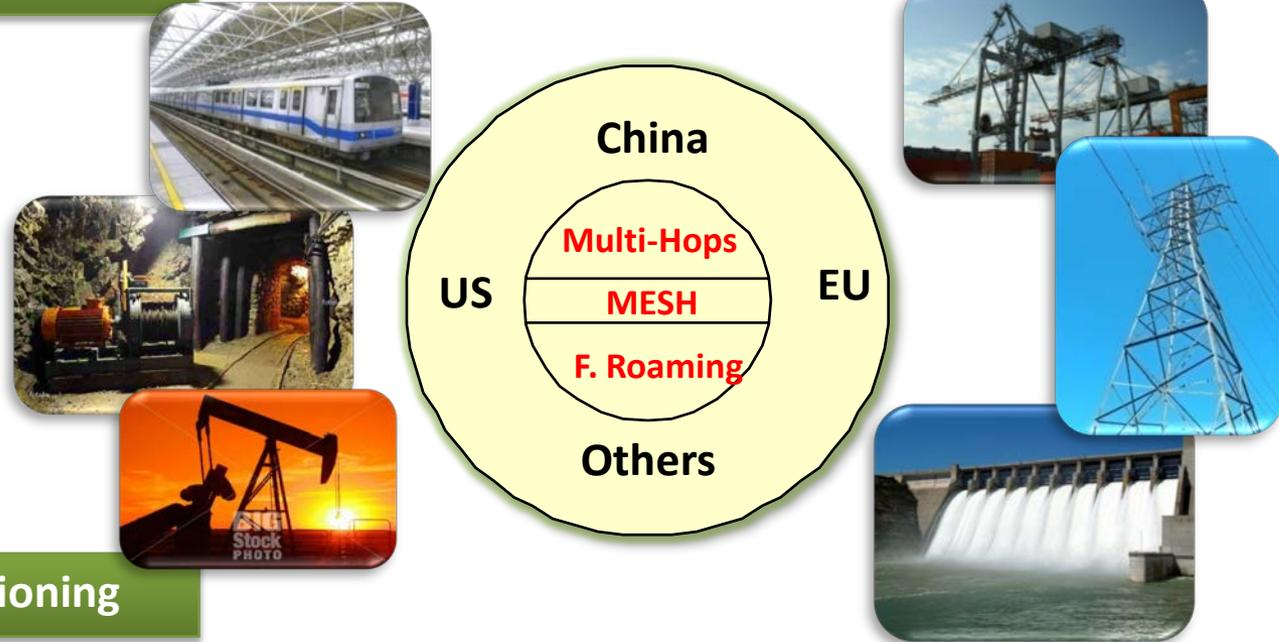 China
Multi-Hops
US
MESH
EU
F. Roaming
Others
BIG
Stock
PHOTO
ioning